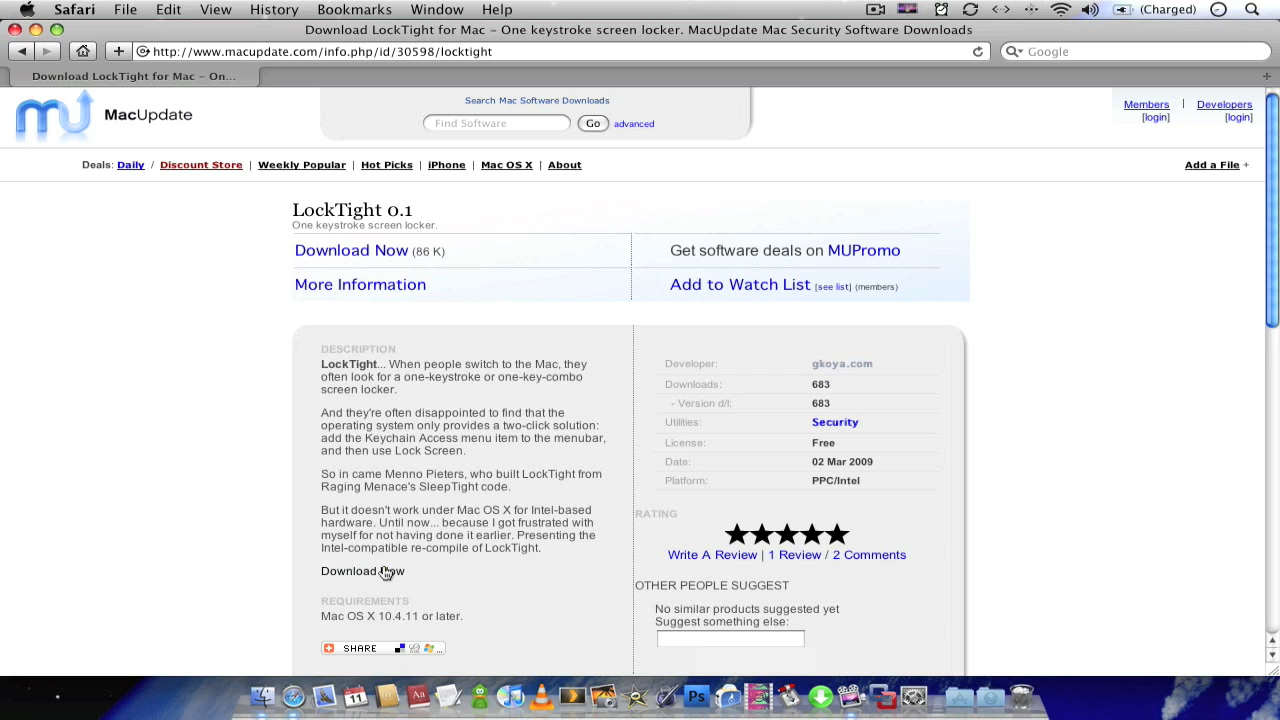 Safari File Edit View History Bookmarks Window Help (Charged)
Download LockTight for Mac – One keystroke screen locker. MacUpdate Mac Security Software Downloads
http://www.macupdate.com/info.php/id/30598/locktight
Google
Download LockTight for Mac – On...
mu MacUpdate
Search Mac Software Downloads
Find Software Go advanced
Members | Developers
[login] [login]
Deals: Daily / Discount Store | Weekly Popular | Hot Picks | iPhone | Mac OS X | About
Add a File +
LockTight 0.1
One keystroke screen locker.
Download Now (86 K)
Get software deals on MUPromo
More Information
Add to Watch List [see list] (members)
DESCRIPTION
LockTight... When people switch to the Mac, they
often look for a one-keystroke or one-key-combo
screen locker.
And they're often disappointed to find that the
operating system only provides a two-click solution:
add the Keychain Access menu item to the menubar,
and then use Lock Screen.
So in came Menno Pieters, who built LockTight from
Raging Menace's SleepTight code.
But it doesn't work under Mac OS X for Intel-based
hardware. Until now... because I got frustrated with
myself for not having done it earlier. Presenting the
Intel-compatible re-compile of LockTight.
Download Now
REQUIREMENTS
Mac OS X 10.4.11 or later.
SHARE ...
Developer: gkoya.com
Downloads: 683
- Version d/l: 683
Utilities: Security
License: Free
Date: 02 Mar 2009
Platform: PPC/Intel
RATING
Write A Review | 1 Review / 2 Comments
OTHER PEOPLE SUGGEST
No similar products suggested yet
Suggest something else:
11
Aa
Ps